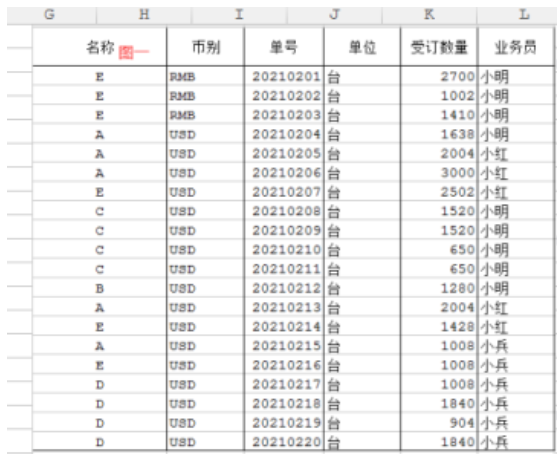 G H I J K L
名称 图一 币别 单号 单位 受订数量 业务员
E RMB 20210201 台 2700 小明
E RMB 20210202 台 1002 小明
E RMB 20210203 台 1410 小明
A USD 20210204 台 1638 小明
A USD 20210205 台 2004 小红
A USD 20210206 台 3000 小红
E USD 20210207 台 2502 小红
C USD 20210208 台 1520 小明
C USD 20210209 台 1520 小明
C USD 20210210 台 650 小明
C USD 20210211 台 650 小明
B USD 20210212 台 1280 小明
A USD 20210213 台 2004 小红
E USD 20210214 台 1428 小红
A USD 20210215 台 1008 小兵
E USD 20210216 台 1008 小兵
D USD 20210217 台 1008 小兵
D USD 20210218 台 1840 小兵
D USD 20210219 台 904 小兵
D USD 20210220 台 1840 小兵